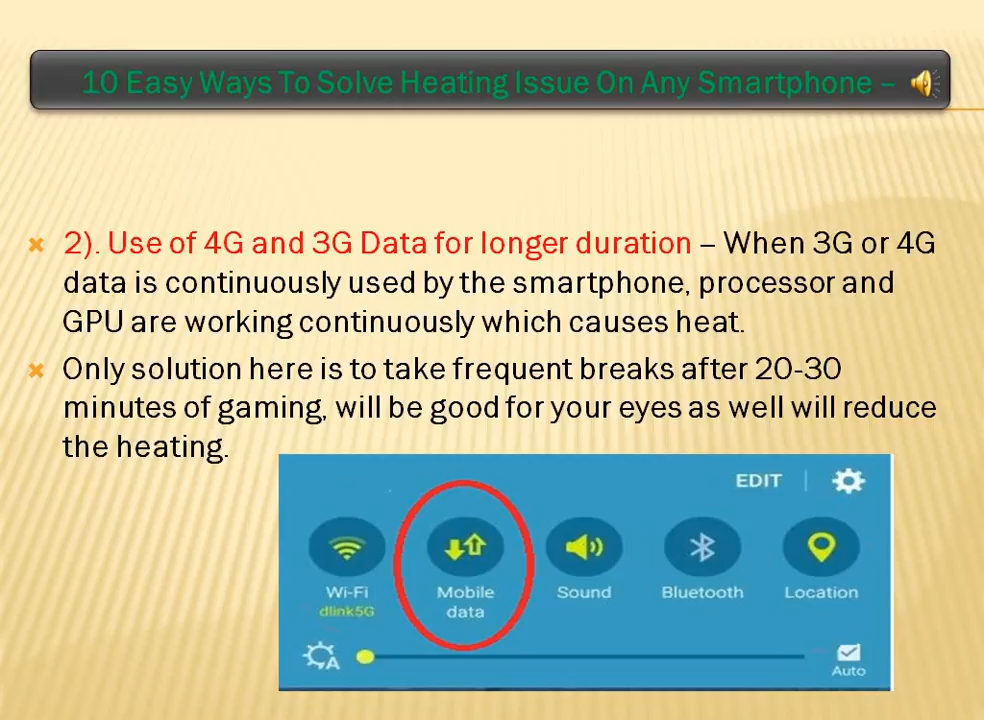 10 Easy Ways To Solve Heating Issue On Any Smartphone –
2). Use of 4G and 3G Data for longer duration – When 3G or 4G
data is continuously used by the smartphone, processor and
GPU are working continuously which causes heat.
Only solution here is to take frequent breaks after 20-30
minutes of gaming, will be good for your eyes as well will reduce
the heating.
EDIT
Wi-Fi Mobile Sound Bluetooth Location
dlink5G data
A
Auto